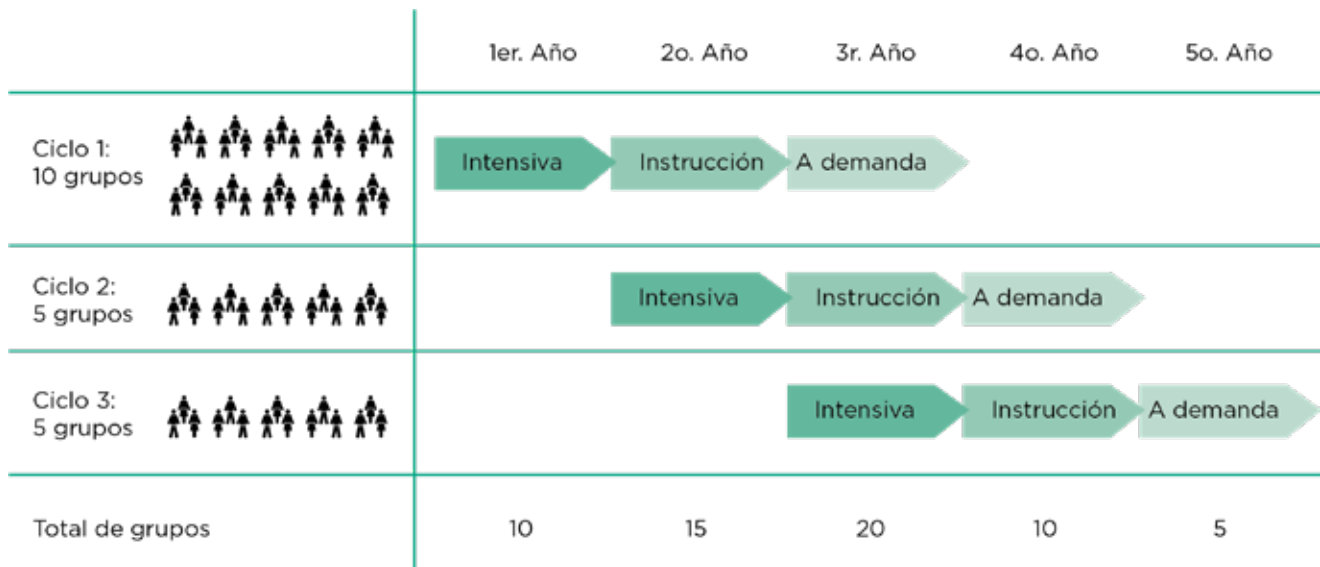 1er. Año 2o. Año 3r. Año 4o. Año 5o. Año
Ciclo 1:
10 grupos
Intensiva Instrucción A demanda
Ciclo 2:
5 grupos
Intensiva Instrucción A demanda
Ciclo 3:
5 grupos
Intensiva Instrucción A demanda
Total de grupos 10 15 20 10 5